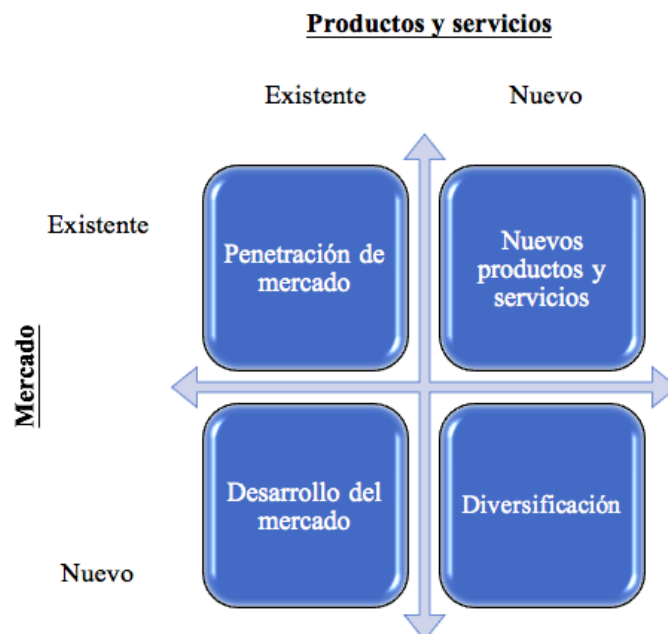 Productos y servicios
Existente
Nuevo
Existente
Penetración de
mercado
Nuevos
productos y
servicios
Mercado
Desarrollo del
mercado
Diversificación
Nuevo